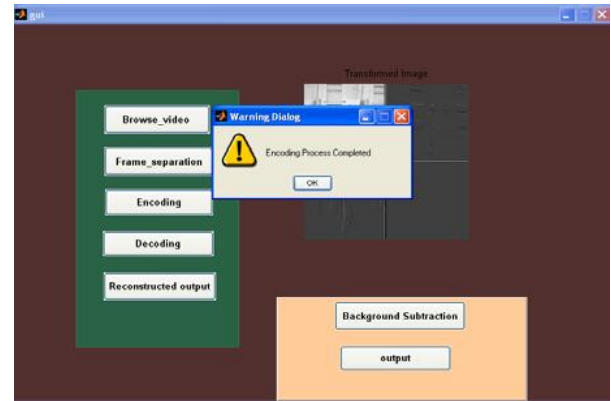 gui
Transformed Image
Browse_video
Warning Dialog
Encoding Process Completed
OK
Frame_separation
Encoding
Decoding
Reconstructed output
Background Subtraction
output